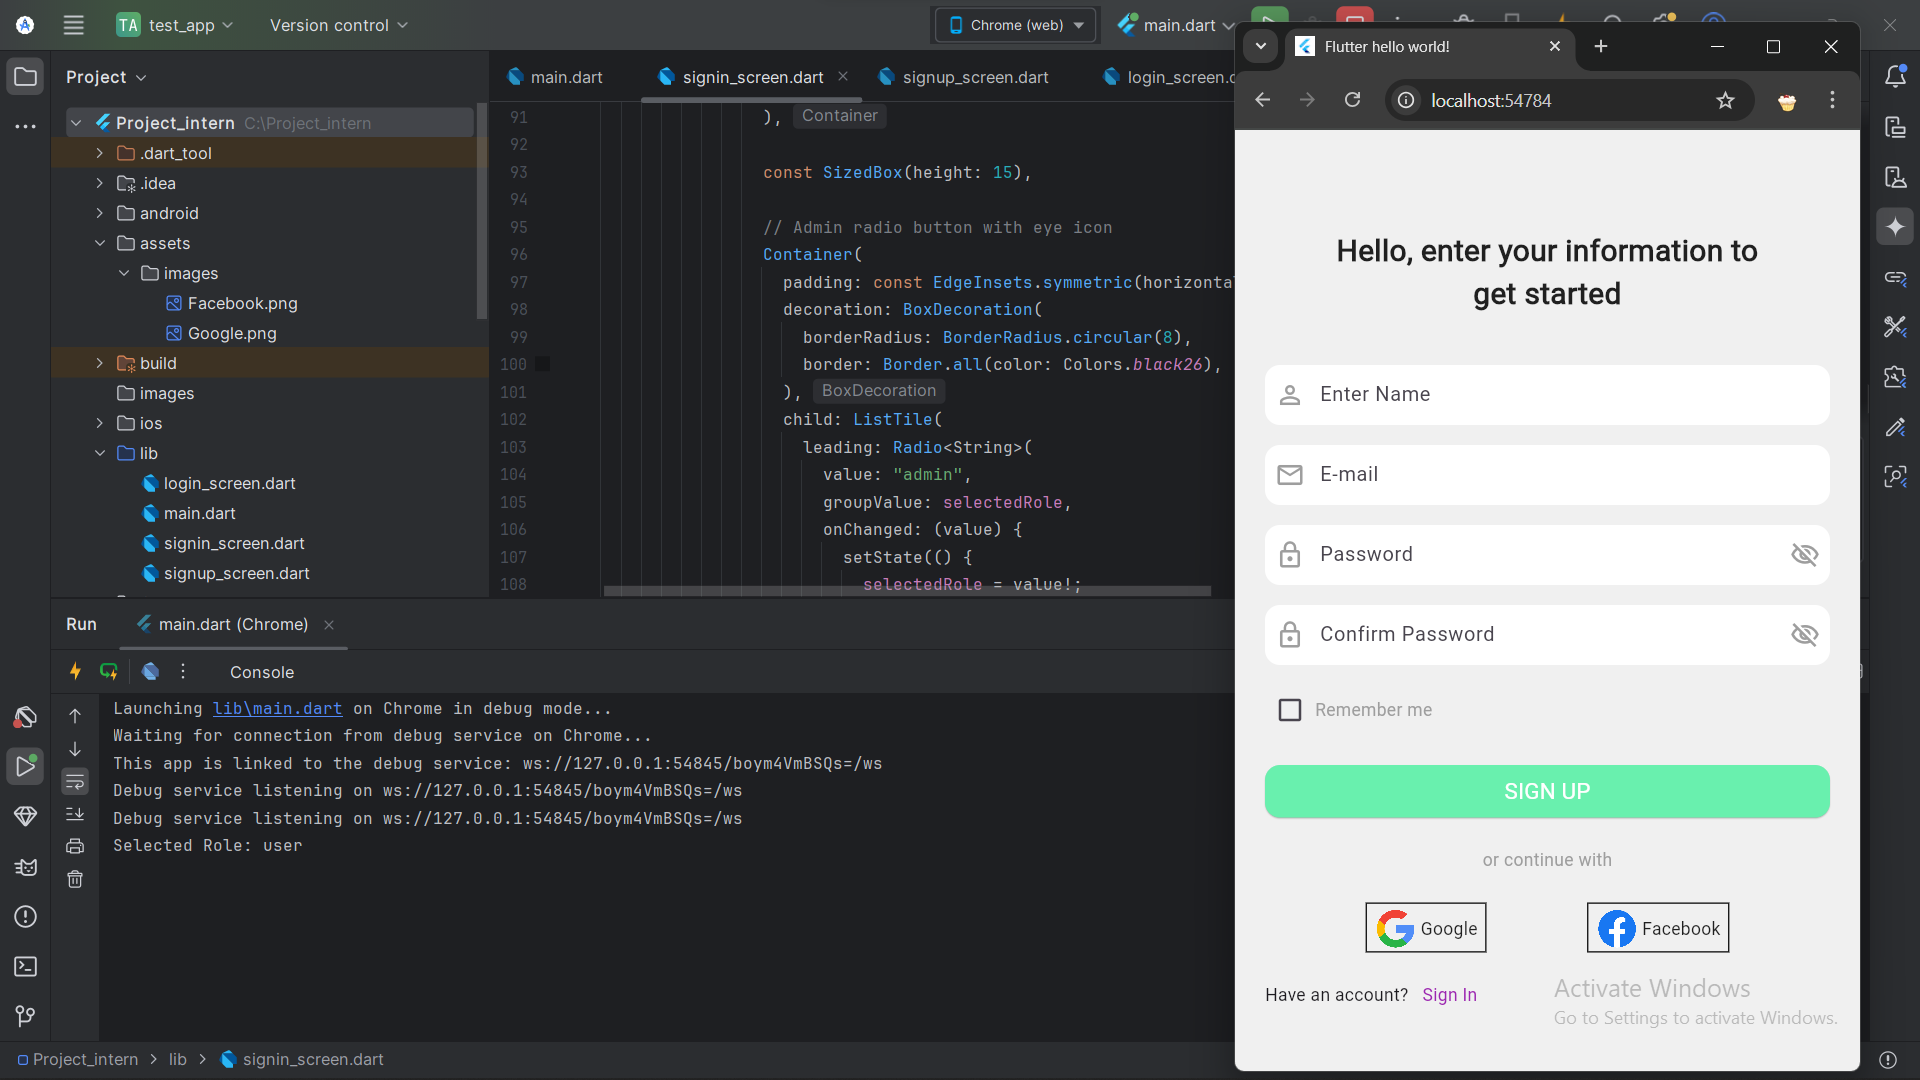 TA test_app
Version control
Chrome (web)
main.dart
Project
Project_intern C:\Project_intern
.dart_tool
.idea
android
assets
images
Facebook.png
Google.png
build
images
ios
lib
login_screen.dart
main.dart
signin_screen.dart
signup_screen.dart
main.dart
signin_screen.dart
signup_screen.dart
login_screen.d
91 ), Container
92
93 const SizedBox(height: 15),
94
95 // Admin radio button with eye icon
96 Container(
97 padding: const EdgeInsets.symmetric(horizontal
98 decoration: BoxDecoration(
99 borderRadius: BorderRadius.circular(8),
100 border: Border.all(color: Colors.black26),
101 ), BoxDecoration
102 child: ListTile(
103 leading: Radio<String>(
104 value: "admin",
105 groupValue: selectedRole,
106 onChanged: (value) {
107 setState(() {
108 selectedRole = value!;
Run
main.dart (Chrome)
Console
Launching lib\main.dart on Chrome in debug mode...
Waiting for connection from debug service on Chrome...
This app is linked to the debug service: ws://127.0.0.1:54845/boym4VmBSQs=/ws
Debug service listening on ws://127.0.0.1:54845/boym4VmBSQs=/ws
Debug service listening on ws://127.0.0.1:54845/boym4VmBSQs=/ws
Selected Role: user
Project_intern > lib > signin_screen.dart
Flutter hello world!
localhost:54784
Hello, enter your information to
get started
Enter Name
E-mail
Password
Confirm Password
Remember me
SIGN UP
or continue with
Google
Facebook
Have an account? Sign In
Activate Windows
Go to Settings to activate Windows.